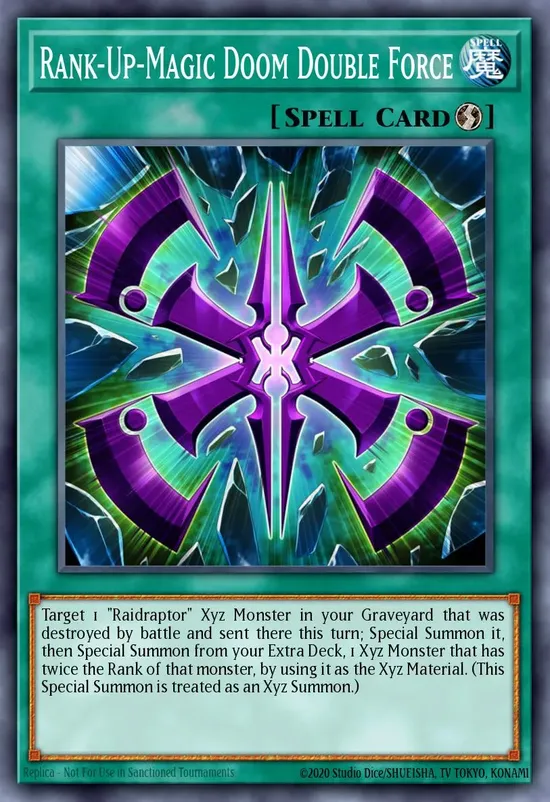 Rank-Up-Magic Doom Double Force
SPELL
魔
[Spell Card]
Target 1 "Raidraptor" Xyz Monster in your Graveyard that was
destroyed by battle and sent there this turn; Special Summon it,
then Special Summon from your Extra Deck, 1 Xyz Monster that has
twice the Rank of that monster, by using it as the Xyz Material. (This
Special Summon is treated as an Xyz Summon.)
Replica - Not For Use in Sanctioned Tournaments
©2020 Studio Dice/SHUEISHA, TV TOKYO, KONAMI